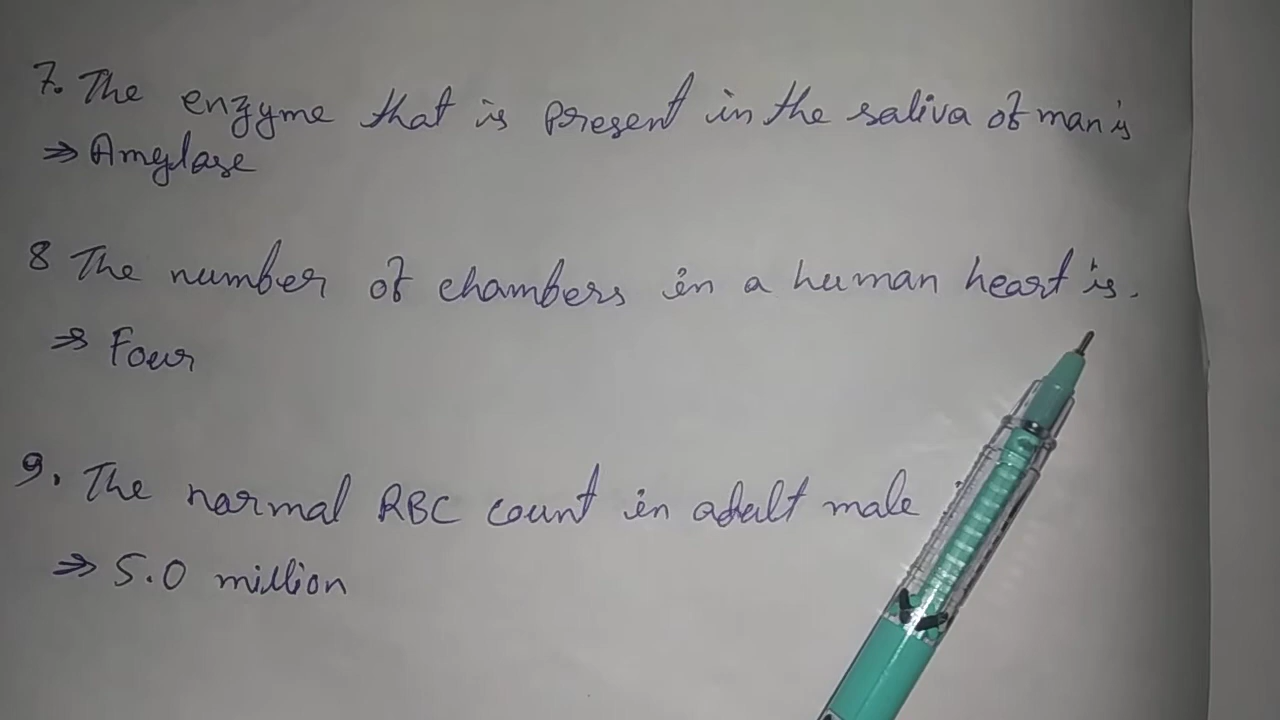 7. The enzyme that is present in the saliva of man is
⇒ Amylase
8 The number of chambers in a human heart is.
⇒ Four
9. The normal RBC count in adult male
⇒ 5.0 million